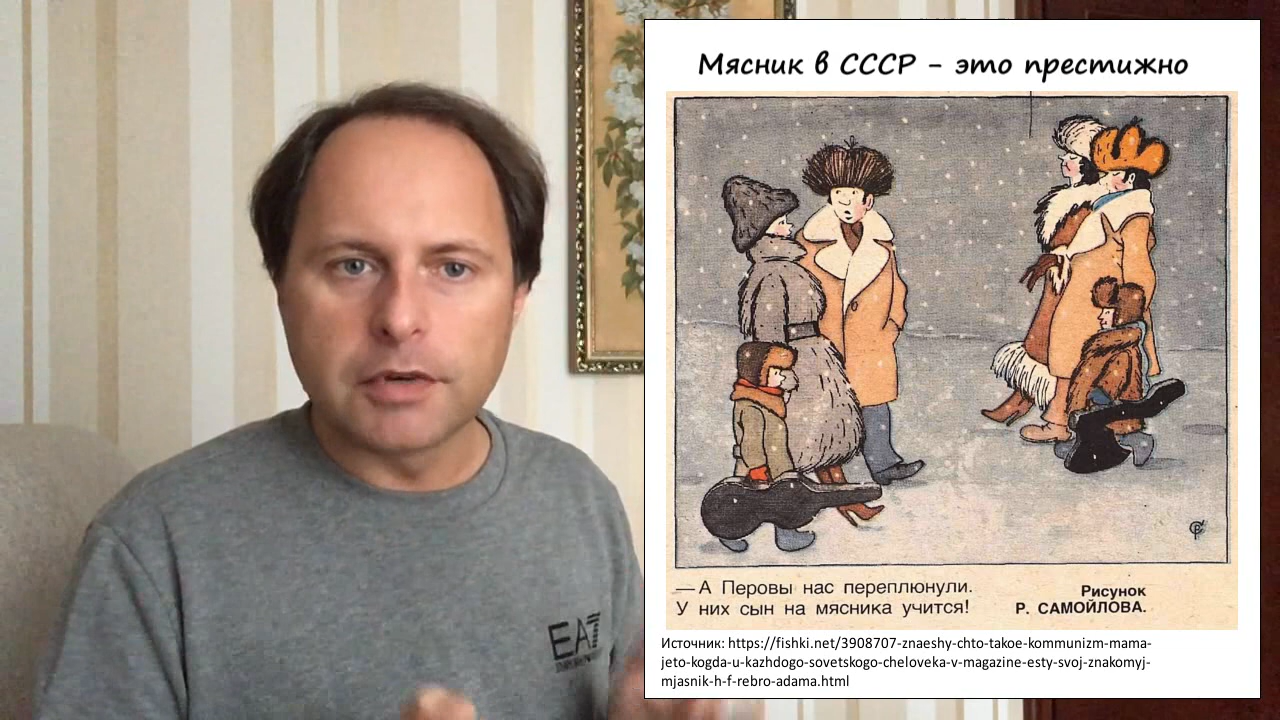 Мясник в СССР - это престижно
— А Перовы нас переплюнули.
У них сын на мясника учится!
Рисунок
Р. САМОЙЛОВА.
Источник: https://fishki.net/3908707-znaeshy-chto-takoe-kommunizm-mama-
jeto-kogda-u-kazhdogo-sovetskogo-cheloveka-v-magazine-esty-svoj-znakomyj-
mjasnik-h-f-rebro-adama.html
EA7